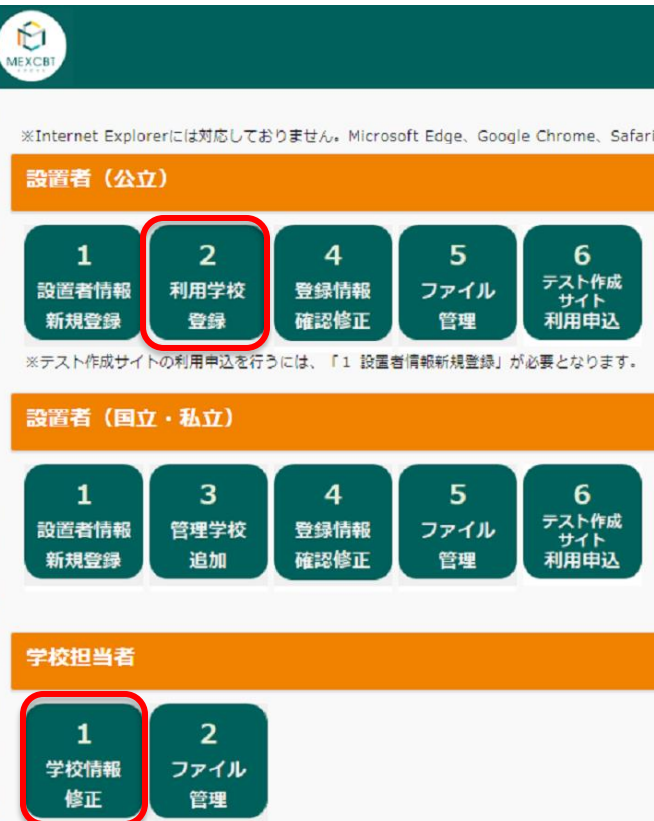 MEXCBT
※Internet Explorerには対応しておりません。Microsoft Edge、Google Chrome、Safari
設置者（公立）
1
設置者情報
新規登録
2
利用学校
登録
4
登録情報
確認修正
5
ファイル
管理
6
テスト作成
サイト
利用申込
※テスト作成サイトの利用申込を行うには、「1 設置者情報新規登録」が必要となります。
設置者（国立・私立）
1
設置者情報
新規登録
3
管理学校
追加
4
登録情報
確認修正
5
ファイル
管理
6
テスト作成
サイト
利用申込
学校担当者
1
学校情報
修正
2
ファイル
管理